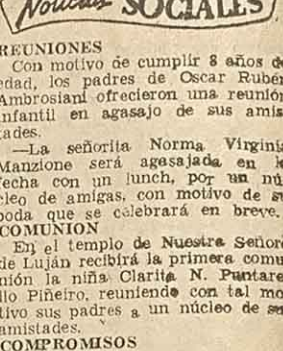 Noticias SOCIALES
REUNIONES
Con motivo de cumplir 8 años de
edad, los padres de Oscar Rubén
Ambrosiani ofrecieron una reunión
infantil en agasajo de sus amis
tades.
—La señorita Norma Virginia
Manzione será agasajada en la
fecha con un lunch, por un nú
cleo de amigas, con motivo de su
boda que se celebrará en breve.
COMUNION
En el templo de Nuestra Señora
de Luján recibirá la primera comu
nión la niña Clarita N. Puntare
llo Piñeiro, reuniendo con tal mo
tivo sus padres a un núcleo de sus
amistades.
COMPROMISOS